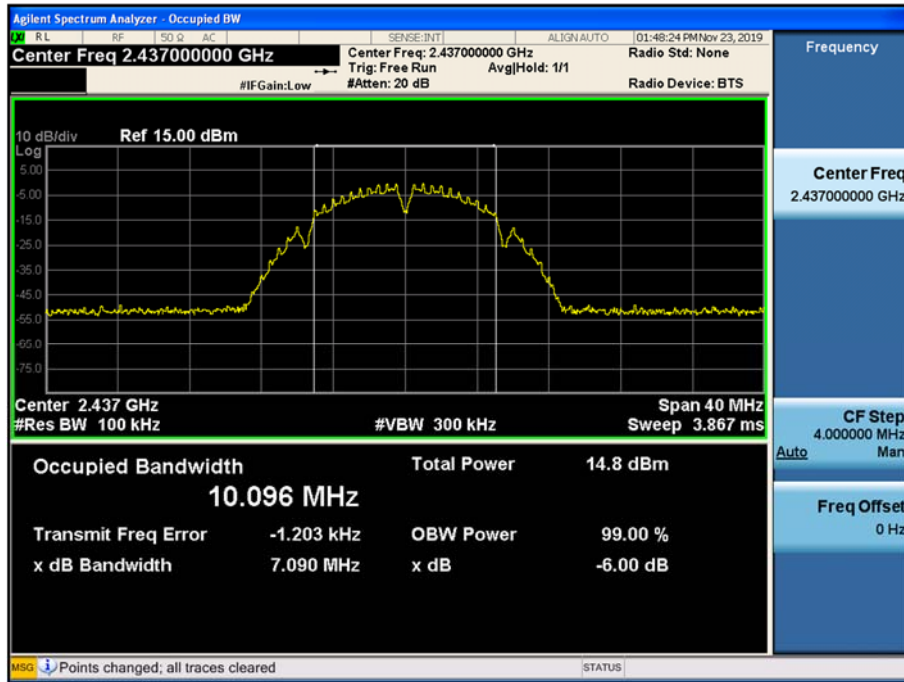 Agilent Spectrum Analyzer - Occupied BW
LXI RL RF 50 Ω AC SENSE:INT ALIGN AUTO 01:48:24 PM Nov 23, 2019
Center Freq 2.437000000 GHz
Center Freq: 2.437000000 GHz
Radio Std: None
Trig: Free Run Avg|Hold: 1/1
#IFGain:Low
#Atten: 20 dB
Radio Device: BTS
10 dB/div Ref 15.00 dBm
Log
5.00
-5.00
-15.0
-25.0
-35.0
-45.0
-55.0
-65.0
-75.0
Center 2.437 GHz
Span 40 MHz
#Res BW 100 kHz
#VBW 300 kHz
Sweep 3.867 ms
Occupied Bandwidth
10.096 MHz
Total Power 14.8 dBm
Transmit Freq Error -1.203 kHz
OBW Power 99.00 %
x dB Bandwidth 7.090 MHz
x dB -6.00 dB
Frequency
Center Freq
2.437000000 GHz
CF Step
4.000000 MHz
Auto Man
Freq Offset
0 Hz
MSG Points changed; all traces cleared
STATUS